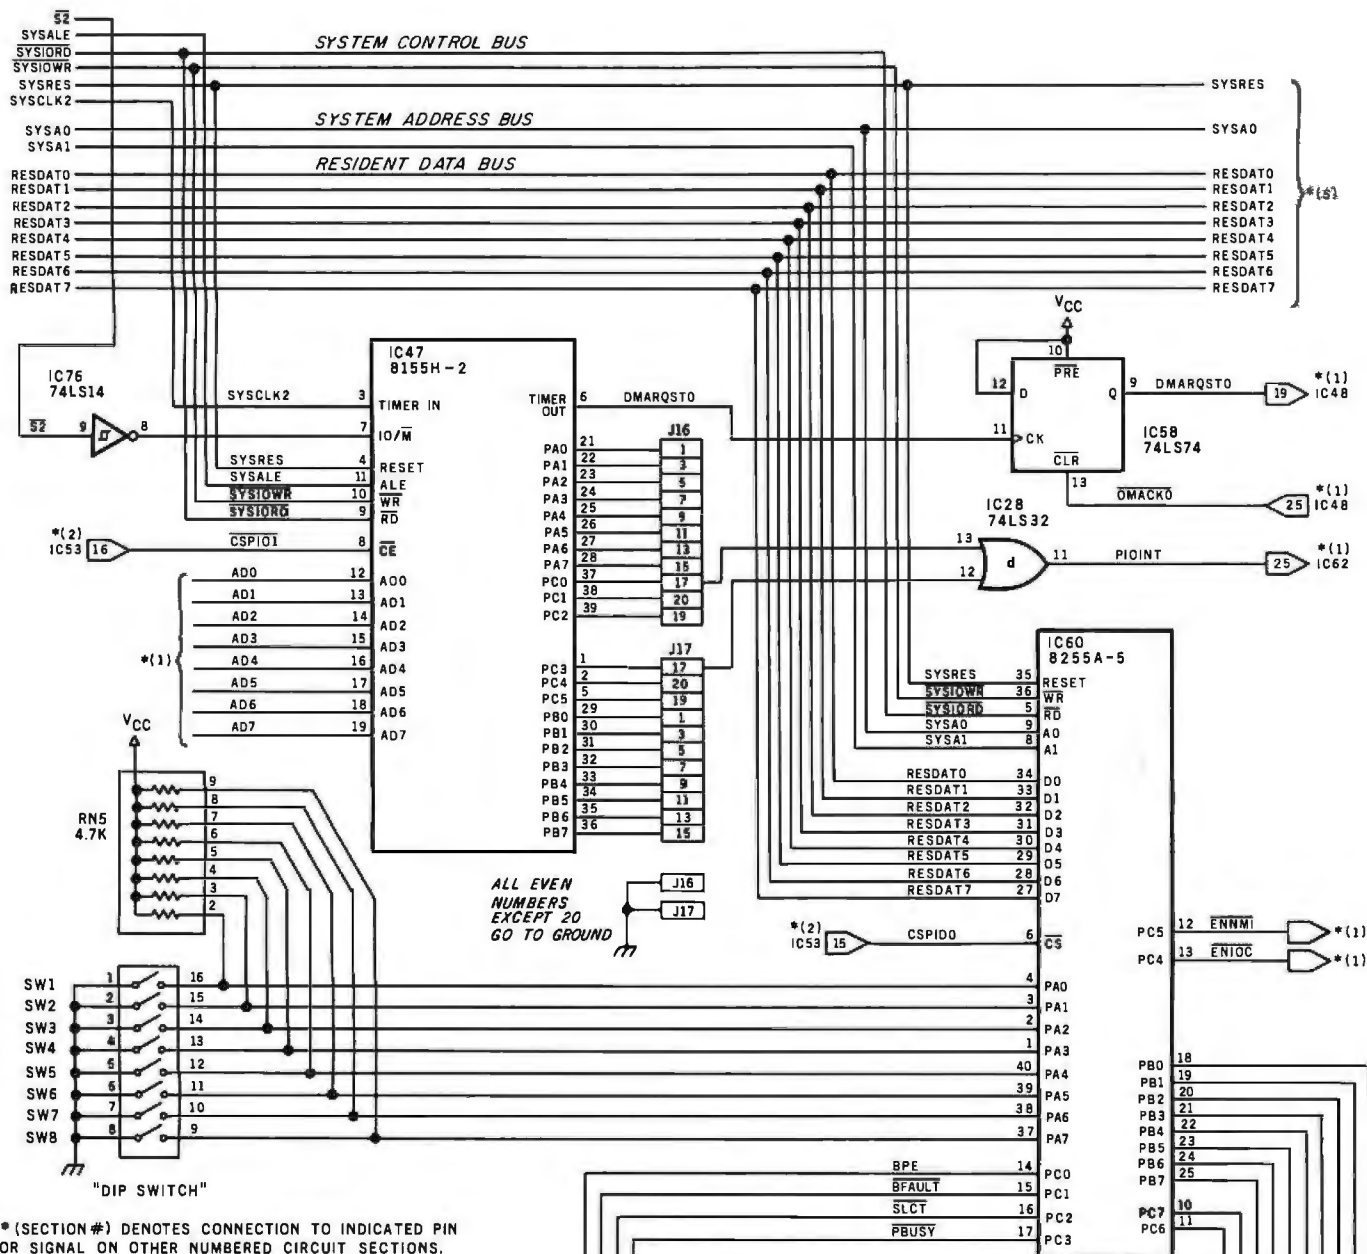 S2
SYSALE
SYSIORD
SYSIOWR
SYSRES
SYSCLK2
SYSA0
SYSA1
RESDAT0
RESDAT1
RESDAT2
RESDAT3
RESDAT4
RESDAT5
RESDAT6
RESDAT7
SYSTEM CONTROL BUS
SYSTEM ADDRESS BUS
RESIDENT DATA BUS
SYSRES
SYSA0
RESDAT0
RESOAT1
RESDAT2
RESDAT3
RESDAT4
RESDAT5
RESDAT6
RESDAT7
*(5)
IC76
74LS14
S2 9 8
IC47
8155H-2
SYSCLK2 3 TIMER IN
7 IO/M
SYSRES 4 RESET
SYSALE 11 ALE
SYSIOWR 10 WR
SYSIORD 9 RD
*(2)
IC53 16 CSPIO1 8 CE
*(1)
AD0 12 AD0
AD1 13 AD1
AD2 14 AD2
AD3 15 AD3
AD4 16 AD4
AD5 17 AD5
AD6 18 AD6
AD7 19 AD7
TIMER OUT 6 DMARQST0
J16
PA0 21 1
PA1 22 3
PA2 23 5
PA3 24 7
PA4 25 9
PA5 26 11
PA6 27 13
PA7 28 15
PC0 37 17
PC1 38 20
PC2 39 19
J17
PC3 1 17
PC4 2 20
PC5 5 19
PB0 29 1
PB1 30 3
PB2 31 5
PB3 32 7
PB4 33 9
PB5 34 11
PB6 35 13
PB7 36 15
VCC
10
PRE
12 D
11 CK
Q 9 DMARQST0 19 *(1)
IC48
IC58
74LS74
CLR
13
OMACK0 25 *(1)
IC48
IC28
74LS32
13
12
d
11 PIOINT 25 *(1)
IC62
VCC
RN5
4.7K
9
8
7
6
5
4
3
2
ALL EVEN
NUMBERS
EXCEPT 20
GO TO GROUND
J16
J17
IC60
8255A-5
SYSRES 35 RESET
SYSIOWR 36 WR
SYSIORD 5 RD
SYSA0 9 A0
SYSA1 8 A1
RESDAT0 34 D0
RESDAT1 33 D1
RESDAT2 32 D2
RESDAT3 31 D3
RESDAT4 30 D4
RESDAT5 29 D5
RESDAT6 28 D6
RESDAT7 27 D7
*(2)
IC53 15 CSPID0 6 CS
PC5 12 ENNMI *(1)
PC4 13 ENIOC *(1)
SW1 1 16 4 PA0
SW2 2 15 3 PA1
SW3 3 14 2 PA2
SW4 4 13 1 PA3
SW5 5 12 40 PA4
SW6 6 11 39 PA5
SW7 7 10 38 PA6
SW8 8 9 37 PA7
"DIP SWITCH"
PB0 18
PB1 19
PB2 20
PB3 21
PB4 22
PB5 23
PB6 24
PB7 25
PC7 10
PC6 11
BPE 14 PC0
BFAULT 15 PC1
SLCT 16 PC2
PBUSY 17 PC3
*(SECTION #) DENOTES CONNECTION TO INDICATED PIN
OR SIGNAL ON OTHER NUMBERED CIRCUIT SECTIONS.